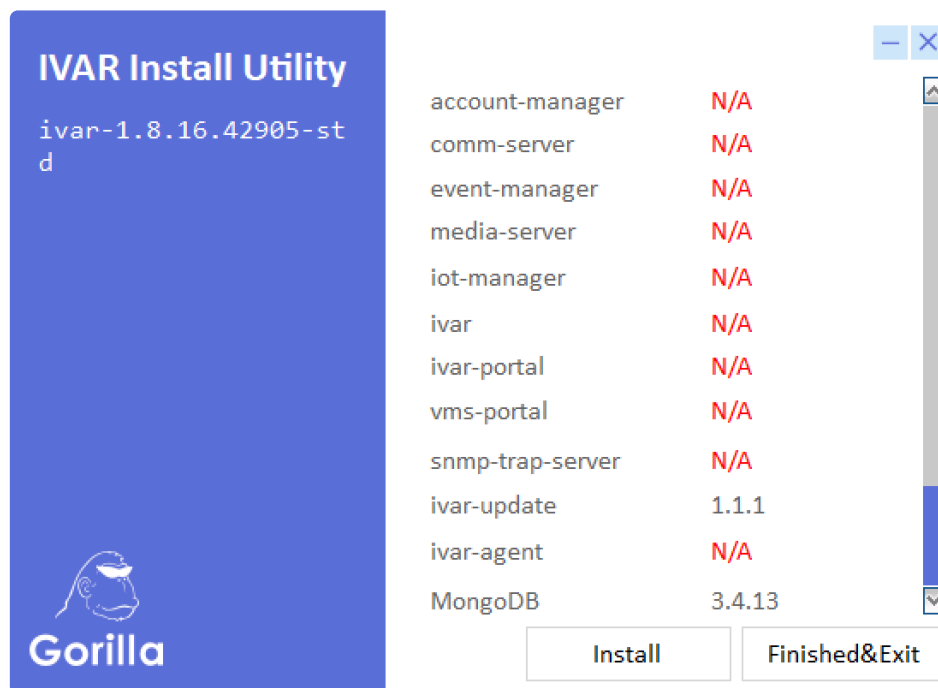 IVAR Install Utility
ivar-1.8.16.42905-st
d
account-manager N/A
comm-server N/A
event-manager N/A
media-server N/A
iot-manager N/A
ivar N/A
ivar-portal N/A
vms-portal N/A
snmp-trap-server N/A
ivar-update 1.1.1
ivar-agent N/A
MongoDB 3.4.13
Gorilla
Install Finished&Exit